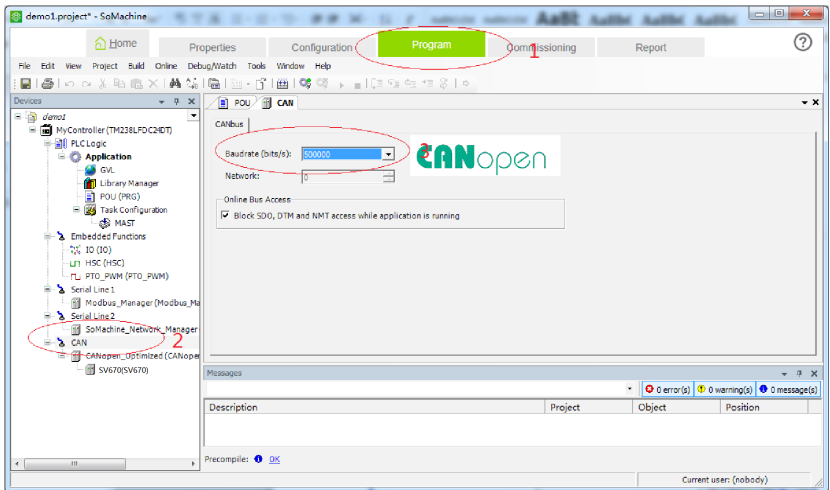 demo1.project* - SoMachine
Home
Properties
Configuration
Program
1
Commissioning
Report
File Edit View Project Build Online Debug/Watch Tools Window Help
Devices
POU
CAN
demo1
MyController (TM238LFDC24DT)
PLC Logic
Application
GVL
Library Manager
POU (PRG)
Task Configuration
MAST
Embedded Functions
IO (IO)
HSC (HSC)
PTO_PWM (PTO_PWM)
Serial Line 1
Modbus_Manager (Modbus_Ma
Serial Line 2
SoMachine_Network_Manager
CAN
2
CANopen_Optimized (CANope
SV670(SV670)
CANbus
Baudrate (bits/s): 500000
3
CANopen
Network: 0
Online Bus Access
Block SDO, DTM and NMT access while application is running
Messages
0 error(s) 0 warning(s) 0 message(s)
Description Project Object Position
Precompile: OK
Current user: (nobody)